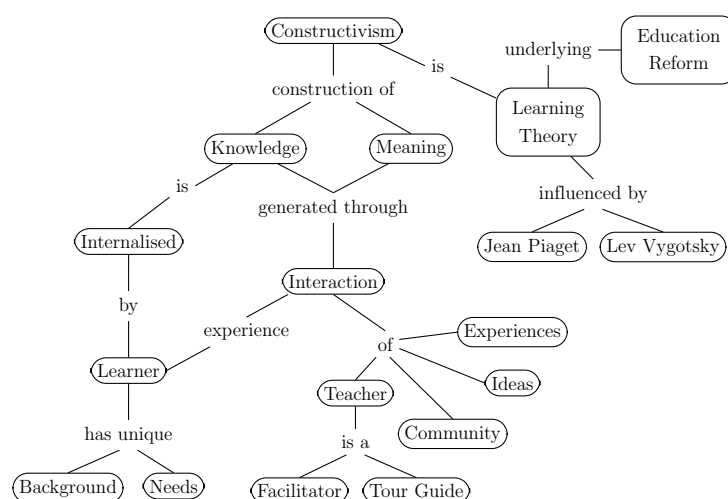 Constructivism
underlying
Education
Reform
is
construction of
Learning
Theory
Knowledge
Meaning
is
generated through
influenced by
Internalised
Jean Piaget
Lev Vygotsky
Interaction
by
experience
Experiences
of
Learner
Ideas
Teacher
has unique
is a
Community
Background
Needs
Facilitator
Tour Guide